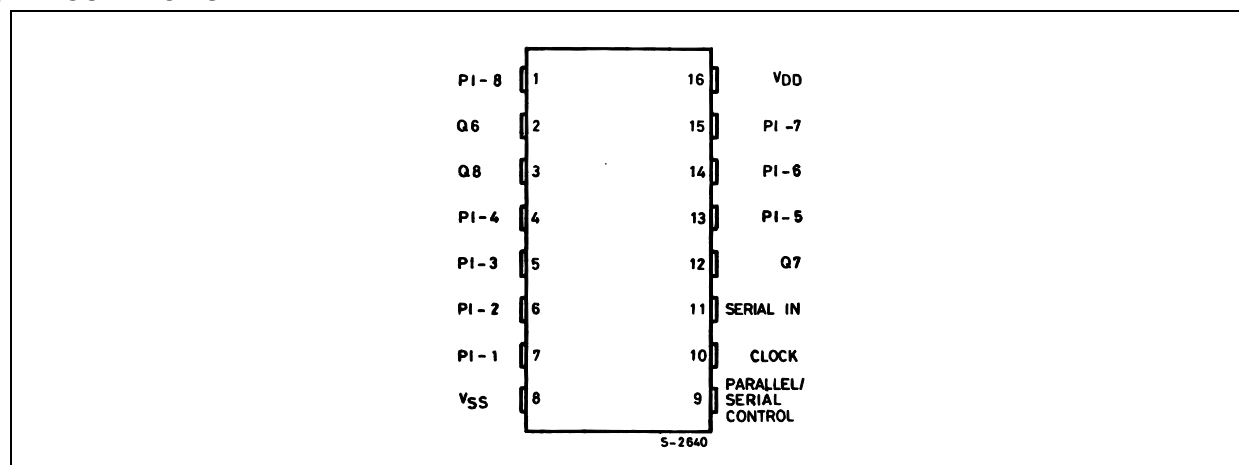 PI-8 1 16 VDD
Q6 2 15 PI-7
Q8 3 14 PI-6
PI-4 4 13 PI-5
PI-3 5 12 Q7
PI-2 6 11 SERIAL IN
PI-1 7 10 CLOCK
VSS 8 9 PARALLEL/
SERIAL
CONTROL
S-2640